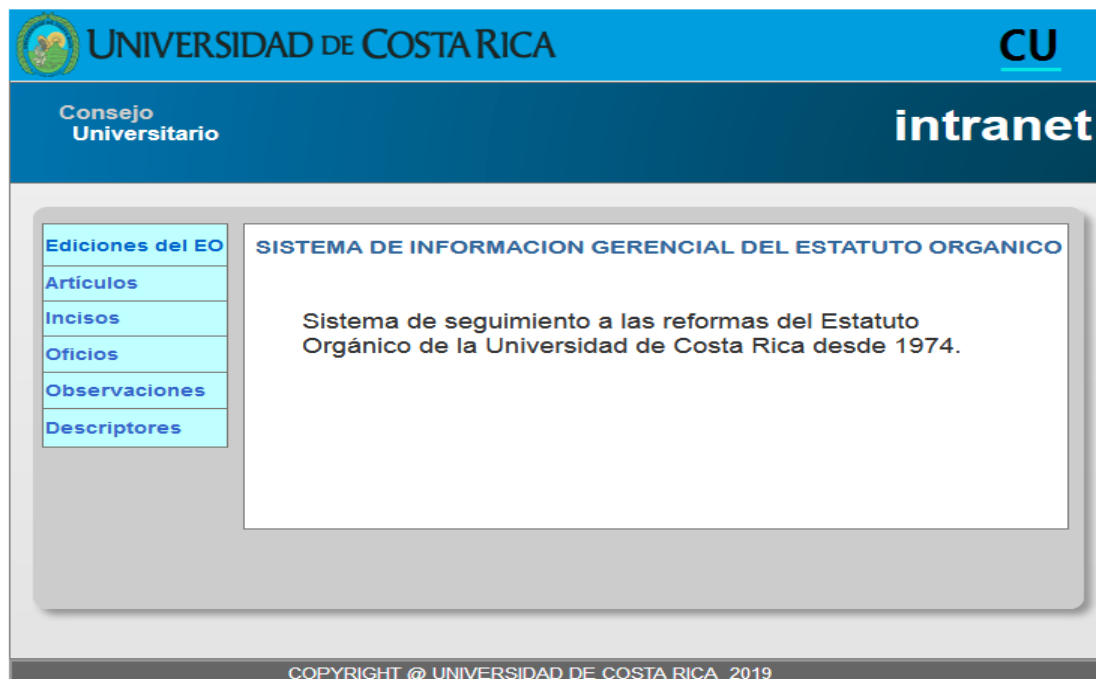 UNIVERSIDAD DE COSTA RICA
CU
Consejo
Universitario
intranet
Ediciones del EO
Artículos
Incisos
Oficios
Observaciones
Descriptores
SISTEMA DE INFORMACION GERENCIAL DEL ESTATUTO ORGANICO
Sistema de seguimiento a las reformas del Estatuto
Orgánico de la Universidad de Costa Rica desde 1974.
COPYRIGHT @ UNIVERSIDAD DE COSTA RICA 2019